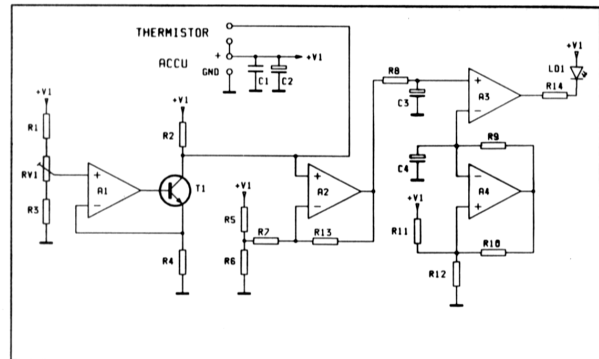 THERMISTOR
+ +V1
ACCU
GND
C1 C2
+V1
R1
RV1
R3
+
A1
-
+V1
R2
T1
R4
+V1
R5
R6
R7
+
A2
-
R13
R8
C3
+
A3
-
+V1
LD1
R14
C4
R9
-
A4
+
+V1
R11
R12
R10